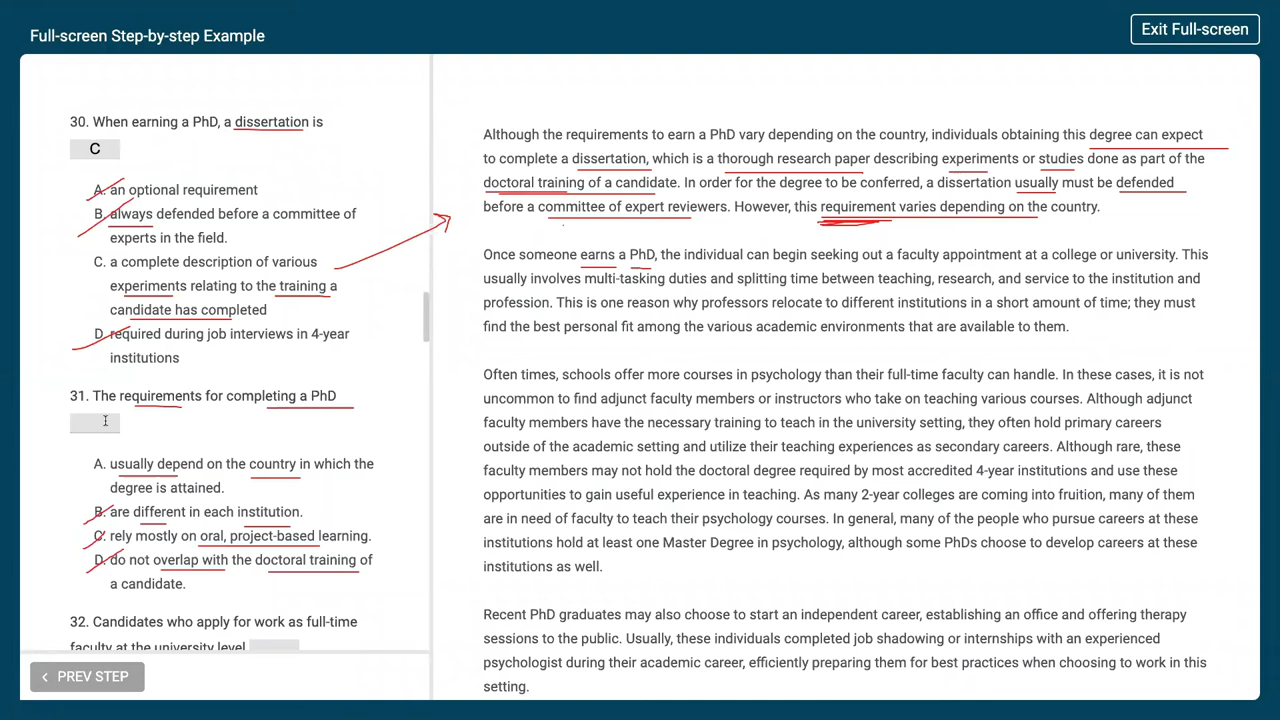 Full-screen Step-by-step Example
Exit Full-screen
30. When earning a PhD, a dissertation is
C
A. an optional requirement
B. always defended before a committee of
experts in the field.
C. a complete description of various
experiments relating to the training a
candidate has completed
D. required during job interviews in 4-year
institutions
31. The requirements for completing a PhD
A. usually depend on the country in which the
degree is attained.
B. are different in each institution.
C. rely mostly on oral, project-based learning.
D. do not overlap with the doctoral training of
a candidate.
32. Candidates who apply for work as full-time
faculty at the university level
PREV STEP
Although the requirements to earn a PhD vary depending on the country, individuals obtaining this degree can expect
to complete a dissertation, which is a thorough research paper describing experiments or studies done as part of the
doctoral training of a candidate. In order for the degree to be conferred, a dissertation usually must be defended
before a committee of expert reviewers. However, this requirement varies depending on the country.
Once someone earns a PhD, the individual can begin seeking out a faculty appointment at a college or university. This
usually involves multi-tasking duties and splitting time between teaching, research, and service to the institution and
profession. This is one reason why professors relocate to different institutions in a short amount of time; they must
find the best personal fit among the various academic environments that are available to them.
Often times, schools offer more courses in psychology than their full-time faculty can handle. In these cases, it is not
uncommon to find adjunct faculty members or instructors who take on teaching various courses. Although adjunct
faculty members have the necessary training to teach in the university setting, they often hold primary careers
outside of the academic setting and utilize their teaching experiences as secondary careers. Although rare, these
faculty members may not hold the doctoral degree required by most accredited 4-year institutions and use these
opportunities to gain useful experience in teaching. As many 2-year colleges are coming into fruition, many of them
are in need of faculty to teach their psychology courses. In general, many of the people who pursue careers at these
institutions hold at least one Master Degree in psychology, although some PhDs choose to develop careers at these
institutions as well.
Recent PhD graduates may also choose to start an independent career, establishing an office and offering therapy
sessions to the public. Usually, these individuals completed job shadowing or internships with an experienced
psychologist during their academic career, efficiently preparing them for best practices when choosing to work in this
setting.